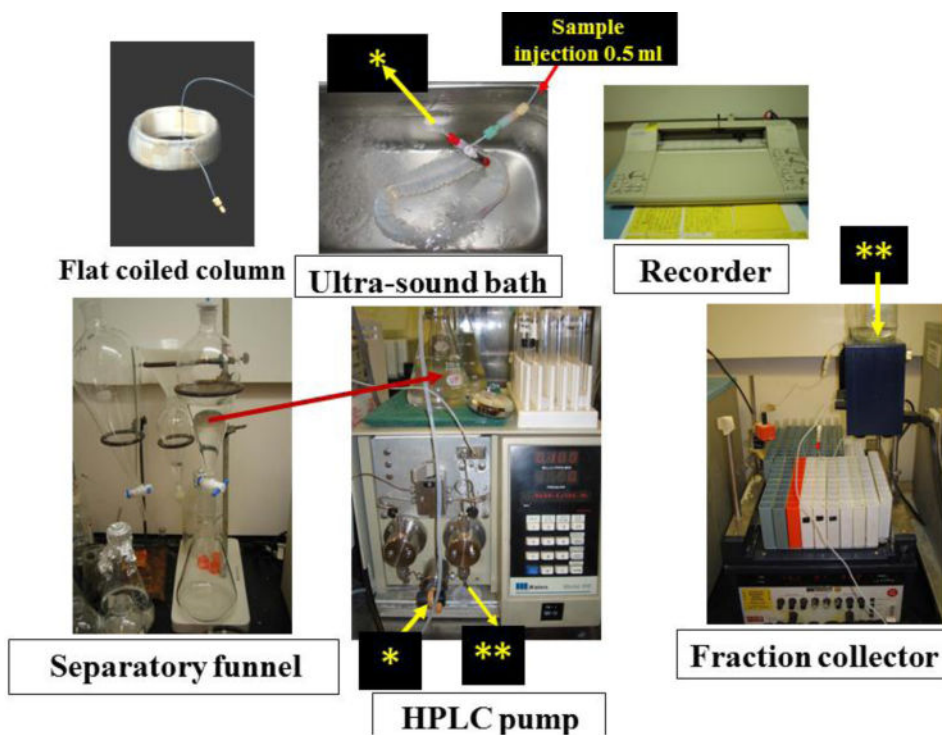 *
Sample
injection 0.5 ml
Flat coiled column
Ultra-sound bath
Recorder
**
Separatory funnel
*
**
HPLC pump
Fraction collector